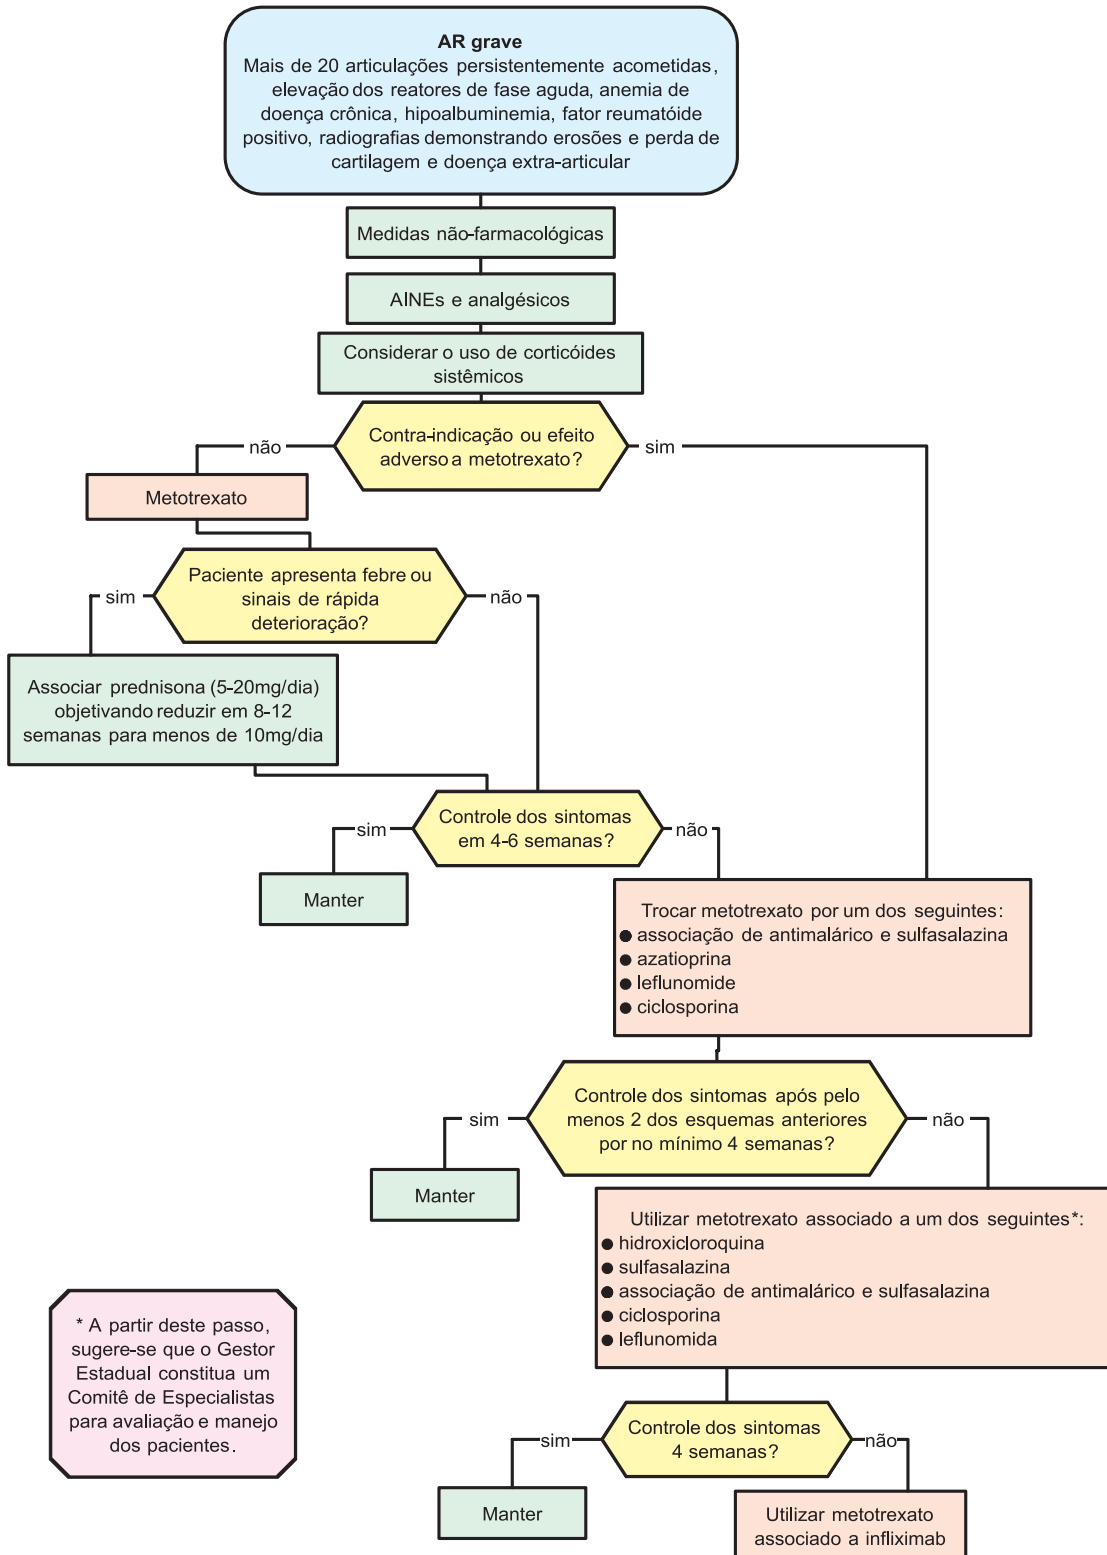 AR grave
Mais de 20 articulações persistentemente acometidas,
elevação dos reatores de fase aguda, anemia de
doença crônica, hipoalbuminemia, fator reumatóide
positivo, radiografias demonstrando erosões e perda de
cartilagem e doença extra-articular
Medidas não-farmacológicas
AINEs e analgésicos
Considerar o uso de corticóides
sistêmicos
Contra-indicação ou efeito
adverso a metotrexato?
não
sim
Metotrexato
Paciente apresenta febre ou
sinais de rápida
deterioração?
sim
não
Associar prednisona (5-20mg/dia)
objetivando reduzir em 8-12
semanas para menos de 10mg/dia
Controle dos sintomas
em 4-6 semanas?
sim
não
Manter
Trocar metotrexato por um dos seguintes:
● associação de antimalárico e sulfasalazina
● azatioprina
● leflunomide
● ciclosporina
Controle dos sintomas após pelo
menos 2 dos esquemas anteriores
por no mínimo 4 semanas?
sim
não
Manter
Utilizar metotrexato associado a um dos seguintes*:
● hidroxicloroquina
● sulfasalazina
● associação de antimalárico e sulfasalazina
● ciclosporina
● leflunomida
* A partir deste passo,
sugere-se que o Gestor
Estadual constitua um
Comitê de Especialistas
para avaliação e manejo
dos pacientes.
Controle dos sintomas
4 semanas?
sim
não
Manter
Utilizar metotrexato
associado a infliximab